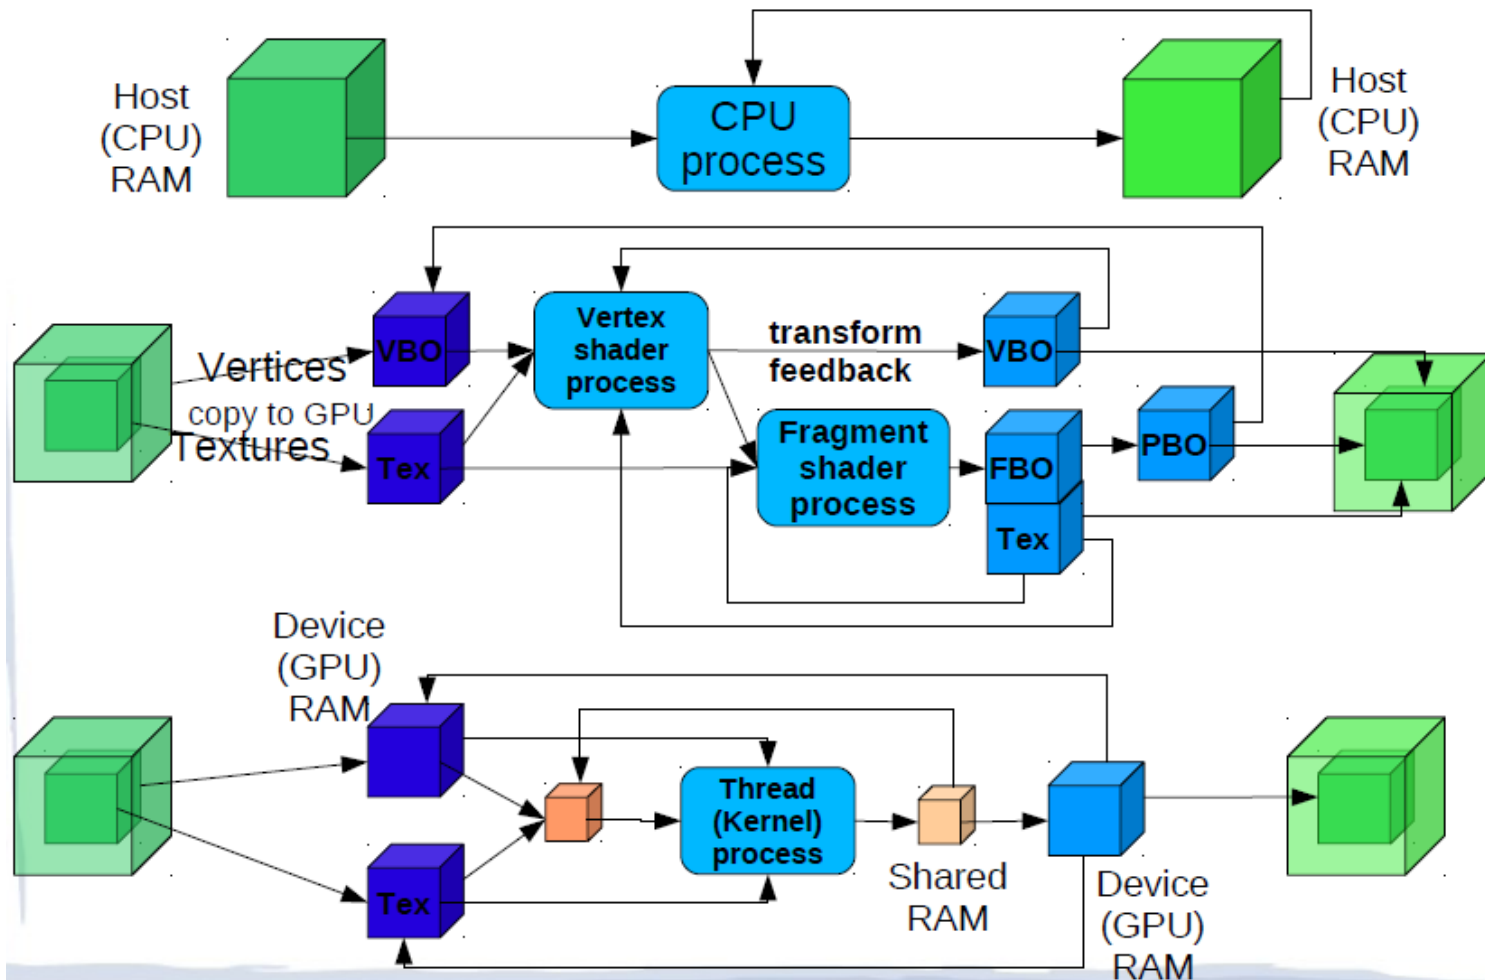 Host
(CPU)
RAM
CPU
process
Host
(CPU)
RAM
Vertices
copy to GPU
Textures
VBO
Tex
Vertex
shader
process
transform
feedback
VBO
Fragment
shader
process
FBO
Tex
PBO
Device
(GPU)
RAM
Tex
Thread
(Kernel)
process
Shared
RAM
Device
(GPU)
RAM